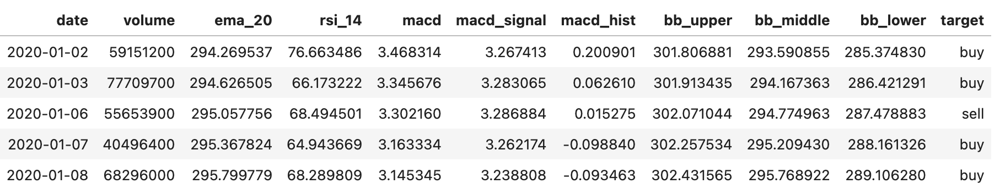 date volume ema_20 rsi_14 macd macd_signal macd_hist bb_upper bb_middle bb_lower target
2020-01-02 59151200 294.269537 76.663486 3.468314 3.267413 0.200901 301.806881 293.590855 285.374830 buy
2020-01-03 77709700 294.626505 66.173222 3.345676 3.283065 0.062610 301.913435 294.167363 286.421291 buy
2020-01-06 55653900 295.057756 68.494501 3.302160 3.286884 0.015275 302.071044 294.774963 287.478883 sell
2020-01-07 40496400 295.367824 64.943669 3.163334 3.262174 -0.098840 302.257534 295.209430 288.161326 buy
2020-01-08 68296000 295.799779 68.289809 3.145345 3.238808 -0.093463 302.431565 295.768922 289.106280 buy